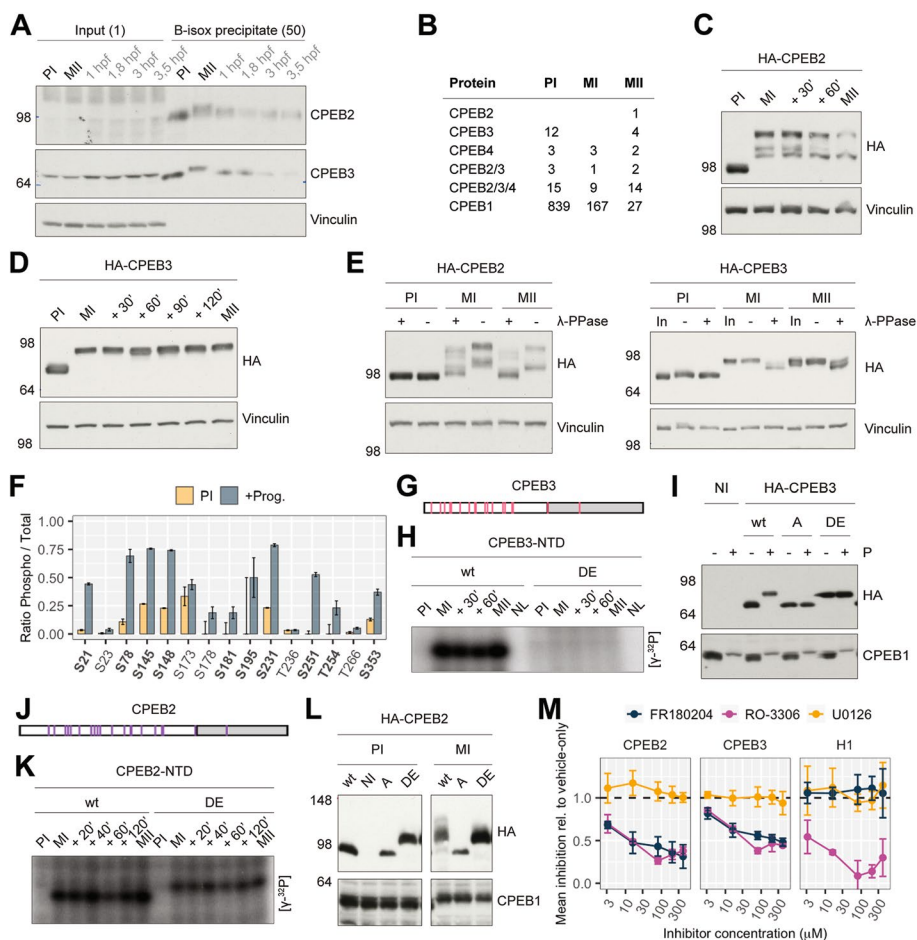 A
Input (1) B-isox precipitate (50)
PI MII 1 hpf 1,8 hpf 3 hpf 3,5 hpf PI MII 1 hpf 1,8 hpf 3 hpf 3,5 hpf
98 CPEB2
64 CPEB3
Vinculin
B
Protein PI MI MII
CPEB2 1
CPEB3 12 4
CPEB4 3 3 2
CPEB2/3 3 1 2
CPEB2/3/4 15 9 14
CPEB1 839 167 27
C
HA-CPEB2
PI MI + 30' + 60' MII
98 HA
Vinculin
98
D
HA-CPEB3
PI MI + 30' + 60' + 90' + 120' MII
98
HA
64
Vinculin
98
E
HA-CPEB2
PI MI MII
+ - + - + - λ-PPase
98 HA
Vinculin
98
HA-CPEB3
PI MI MII
In - + In - + In - + λ-PPase
98
HA
64
Vinculin
98
F
PI +Prog.
Ratio Phospho / Total
1.00
0.75
0.50
0.25
0.00
S21 S23 S78 S145 S148 S173 S178 S181 S195 S231 T236 S251 T254 T266 S353
G
CPEB3
H
CPEB3-NTD
wt DE
PI MI + 30' + 60' MII NL PI MI + 30' + 60' MII NL
[γ-³²P]
I
NI HA-CPEB3
wt A DE
- + - + - + - + P
98
HA
64
64
CPEB1
J
CPEB2
K
CPEB2-NTD
wt DE
PI MI + 20' + 40' + 60' + 120' MII PI MI + 20' + 40' + 60' + 120' MII
[γ-³²P]
L
HA-CPEB2
PI MI
wt NI A DE wt A DE
148
HA
98
64
CPEB1
M
FR180204 RO-3306 U0126
CPEB2 CPEB3 H1
Mean inhibition rel. to vehicle-only
1.0
0.5
0.0
3 10 30 100 300 3 10 30 100 300 3 10 30 100 300
Inhibitor concentration (μM)